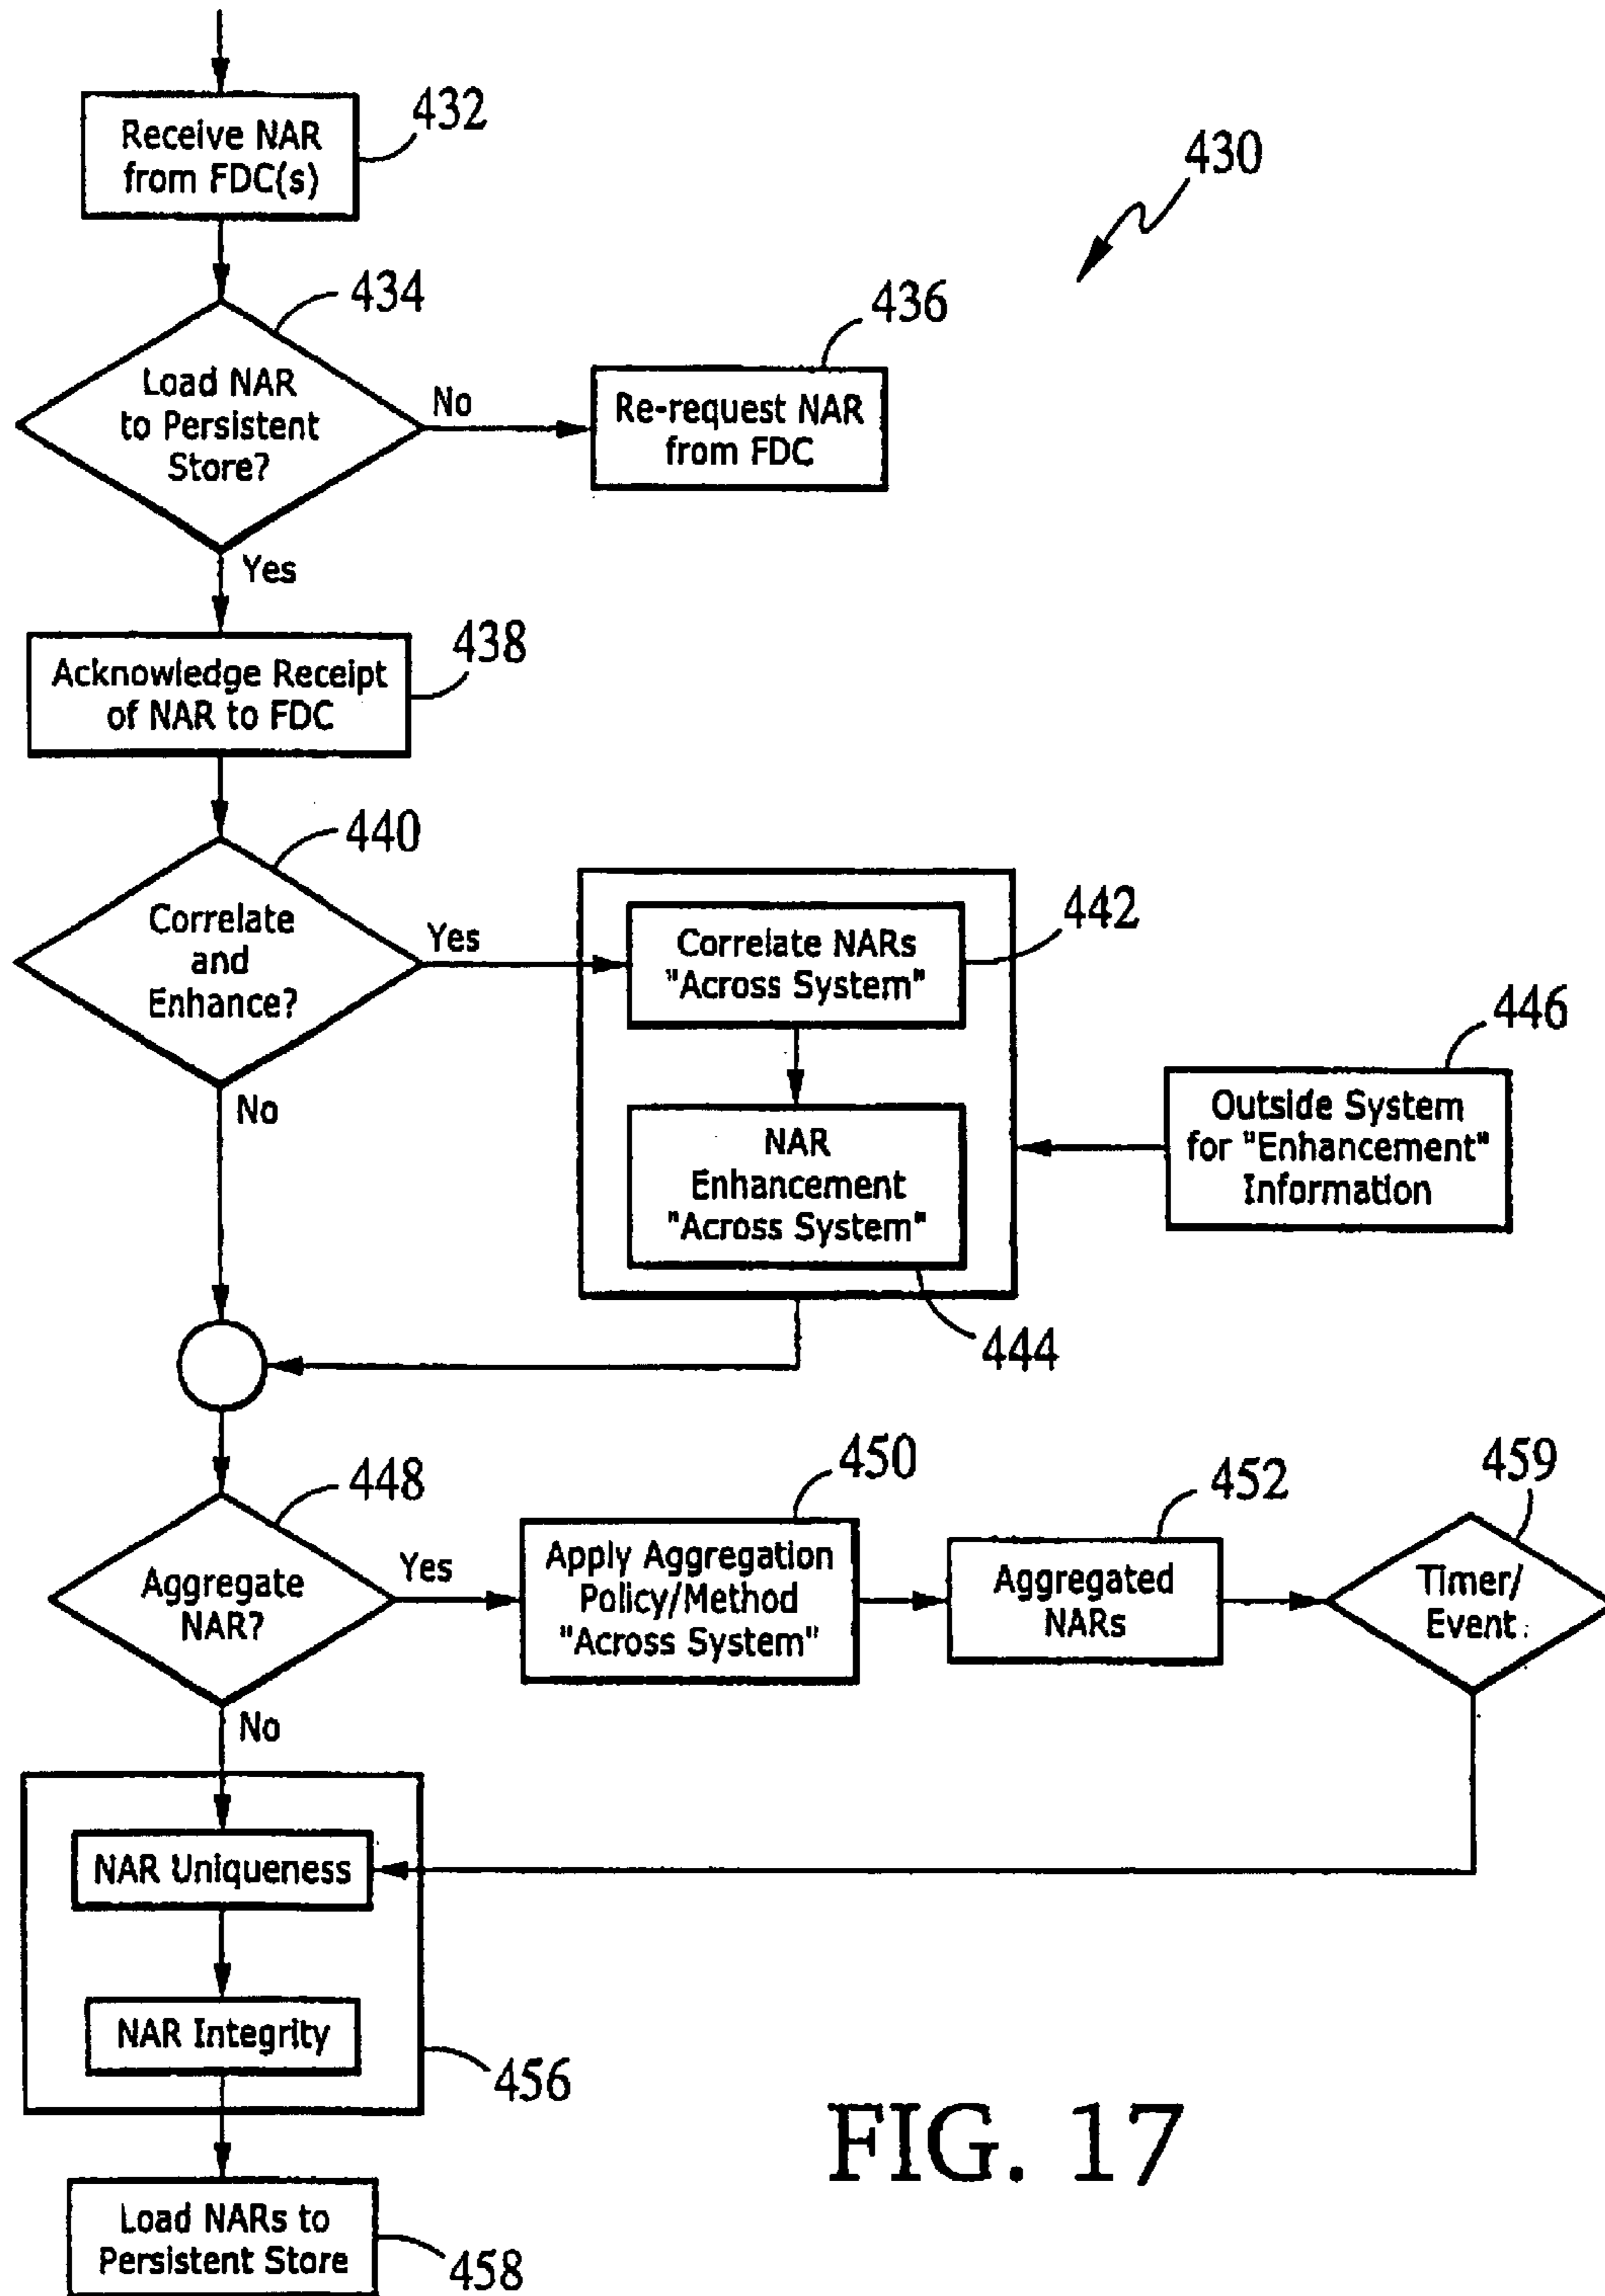 Receive NAR
from FDC(s)
432
430
434
Load NAR
to Persistent
Store?
No
436
Re-request NAR
from FDC
Yes
438
Acknowledge Receipt
of NAR to FDC
440
Correlate
and
Enhance?
Yes
442
Correlate NARs
"Across System"
NAR
Enhancement
"Across System"
444
446
Outside System
for "Enhancement"
Information
No
448
Aggregate
NAR?
Yes
450
Apply Aggregation
Policy/Method
"Across System"
452
Aggregated
NARs
459
Timer/
Event
No
NAR Uniqueness
NAR Integrity
456
Load NARs to
Persistent Store
458
FIG. 17